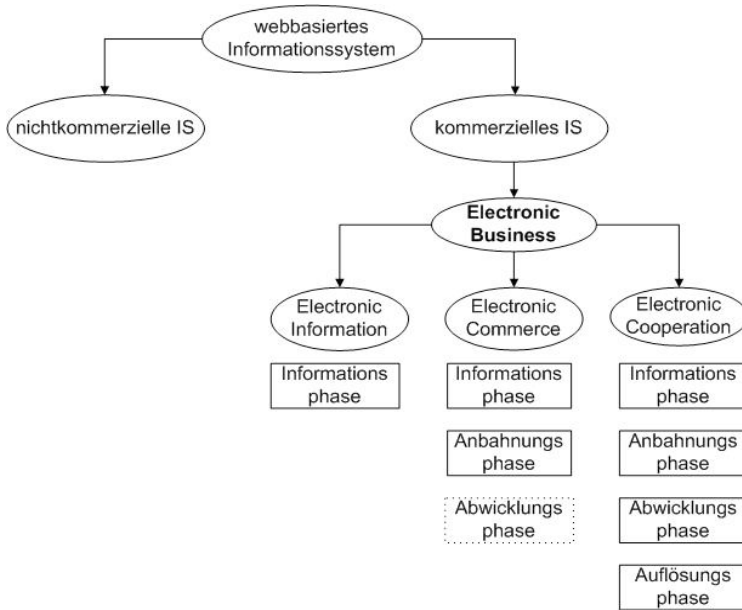 webbasiertes
Informationssystem
nichtkommerzielle IS
kommerzielles IS
Electronic
Business
Electronic
Information
Electronic
Commerce
Electronic
Cooperation
Informations
phase
Informations
phase
Informations
phase
Anbahnungs
phase
Anbahnungs
phase
Abwicklungs
phase
Abwicklungs
phase
Auflösungs
phase